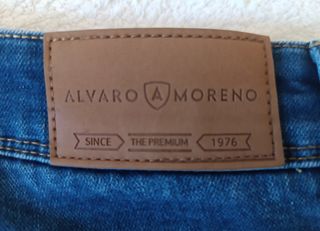 ALVARO A MORENO
SINCE THE PREMIUM 1976